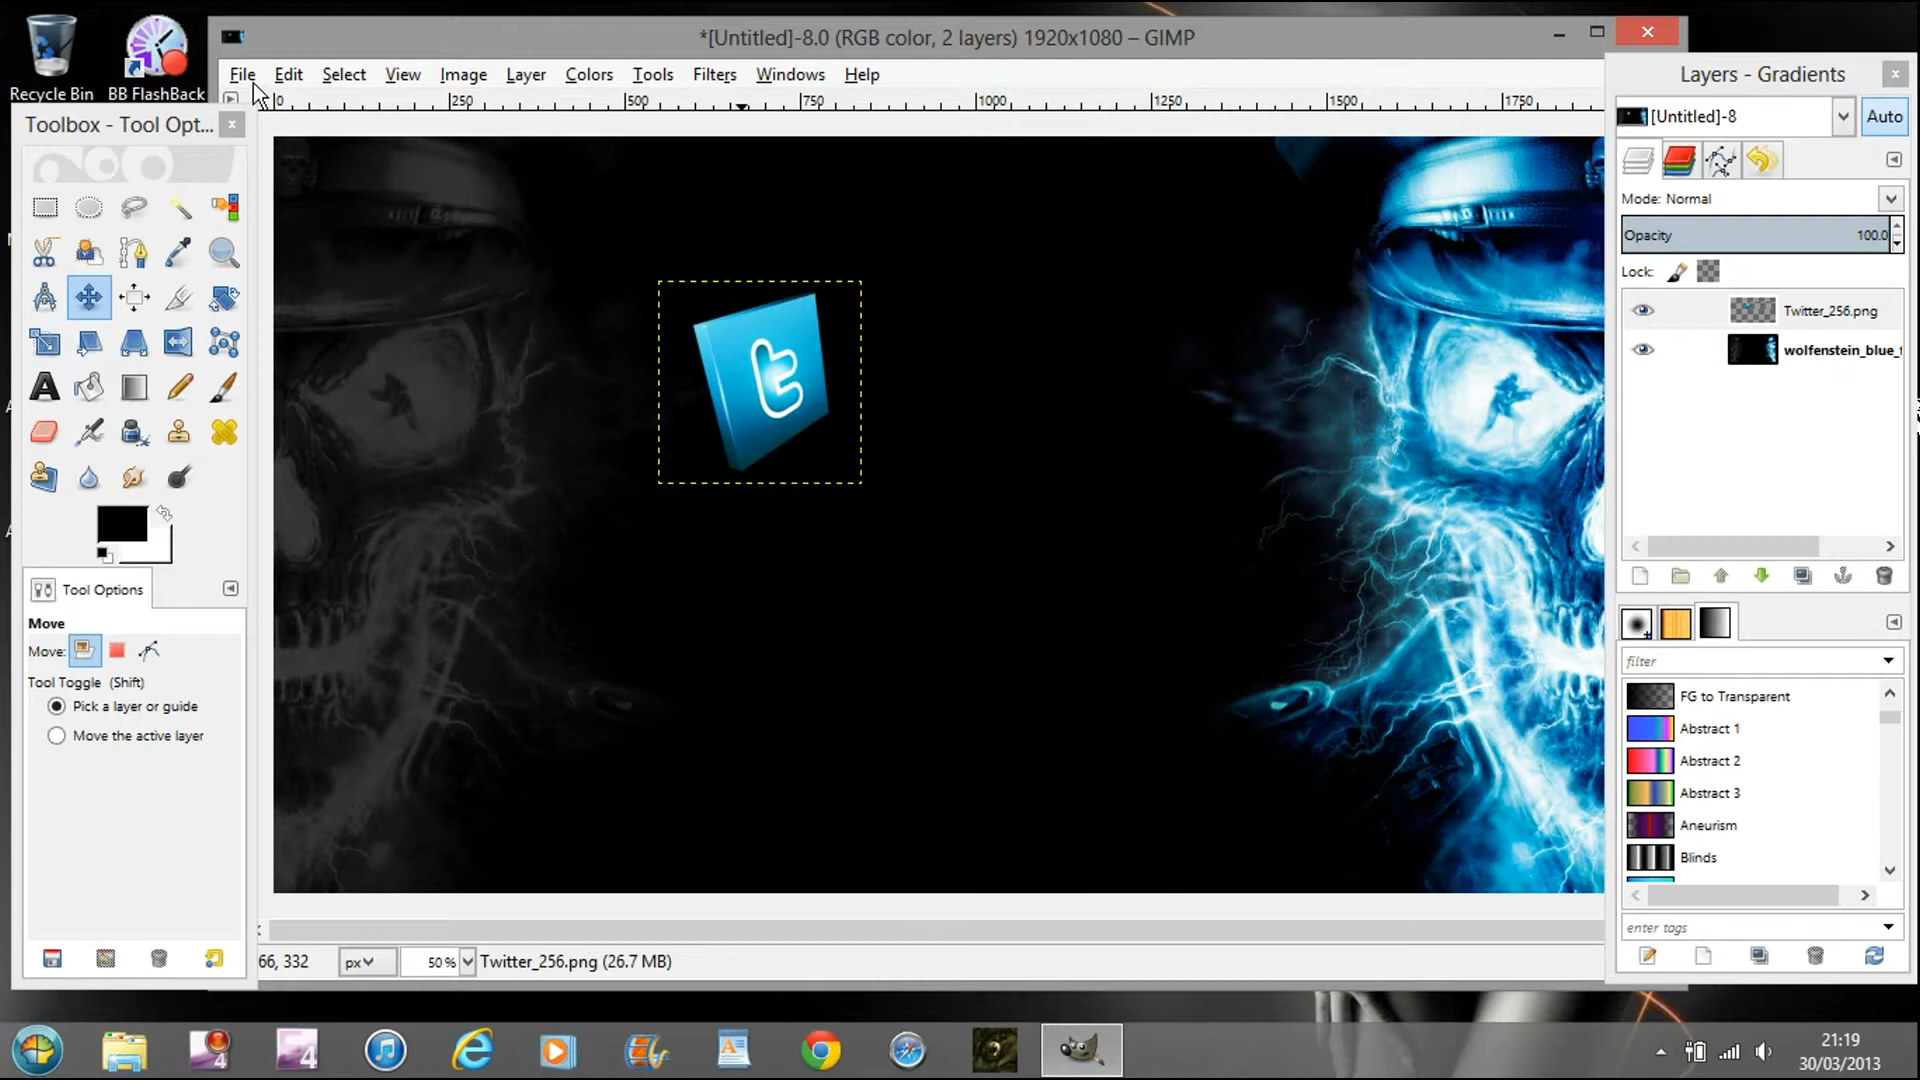 *[Untitled]-8.0 (RGB color, 2 layers) 1920x1080 – GIMP
Recycle Bin
BB FlashBack
File Edit Select View Image Layer Colors Tools Filters Windows Help
0 250 500 750 1000 1250 1500 1750
Toolbox - Tool Opt...
Tool Options
Move
Move:
Tool Toggle (Shift)
Pick a layer or guide
Move the active layer
66, 332
px
50 %
Twitter_256.png (26.7 MB)
Layers - Gradients
[Untitled]-8
Auto
Mode: Normal
Opacity 100.0
Lock:
Twitter_256.png
wolfenstein_blue_
filter
FG to Transparent
Abstract 1
Abstract 2
Abstract 3
Aneurism
Blinds
enter tags
t
4
4
21:19
30/03/2013